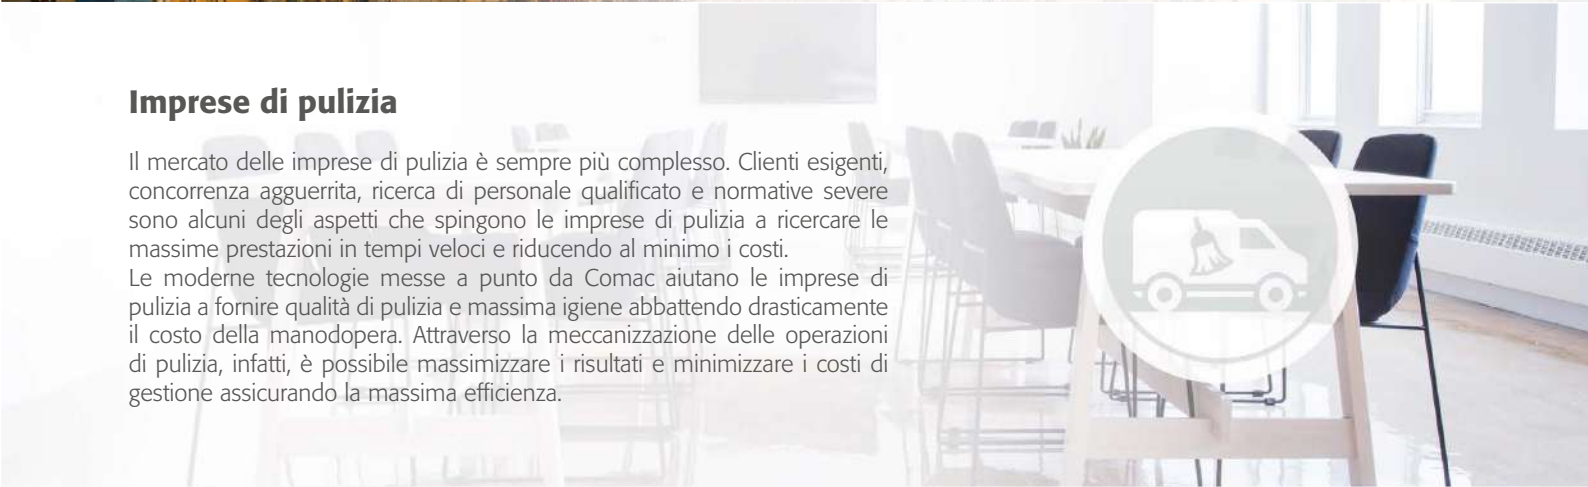 Imprese di pulizia
Il mercato delle imprese di pulizia è sempre più complesso. Clienti esigenti,
concorrenza agguerrita, ricerca di personale qualificato e normative severe
sono alcuni degli aspetti che spingono le imprese di pulizia a ricercare le
massime prestazioni in tempi veloci e riducendo al minimo i costi.
Le moderne tecnologie messe a punto da Comac aiutano le imprese di
pulizia a fornire qualità di pulizia e massima igiene abbattendo drasticamente
il costo della manodopera. Attraverso la meccanizzazione delle operazioni
di pulizia, infatti, è possibile massimizzare i risultati e minimizzare i costi di
gestione assicurando la massima efficienza.